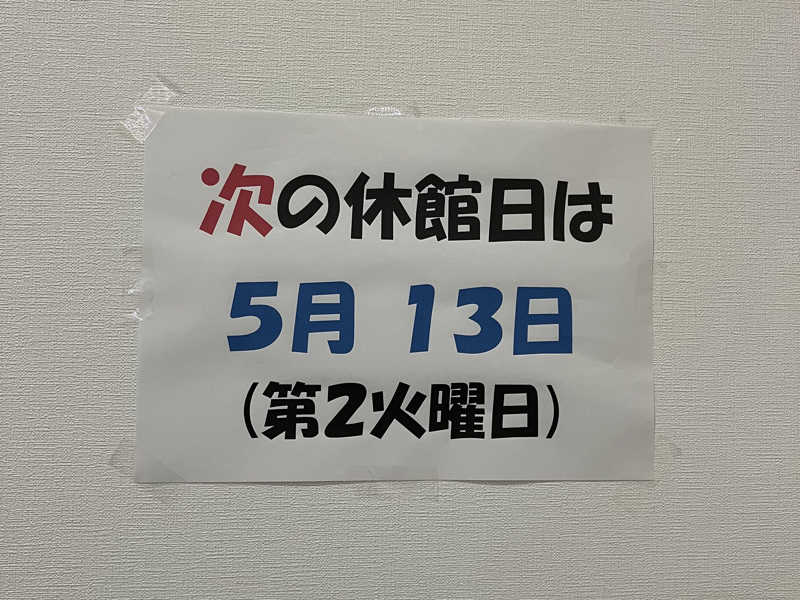 次の休館日は
5月 13日
(第2火曜日)